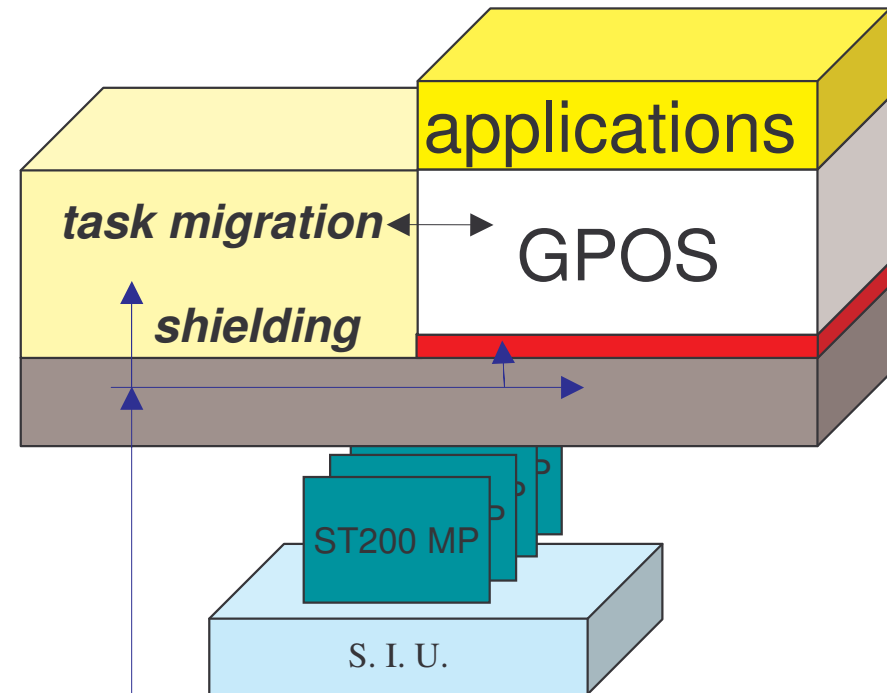 applications
task migration
GPOS
shielding
P
P
P
ST200 MP
S. I. U.